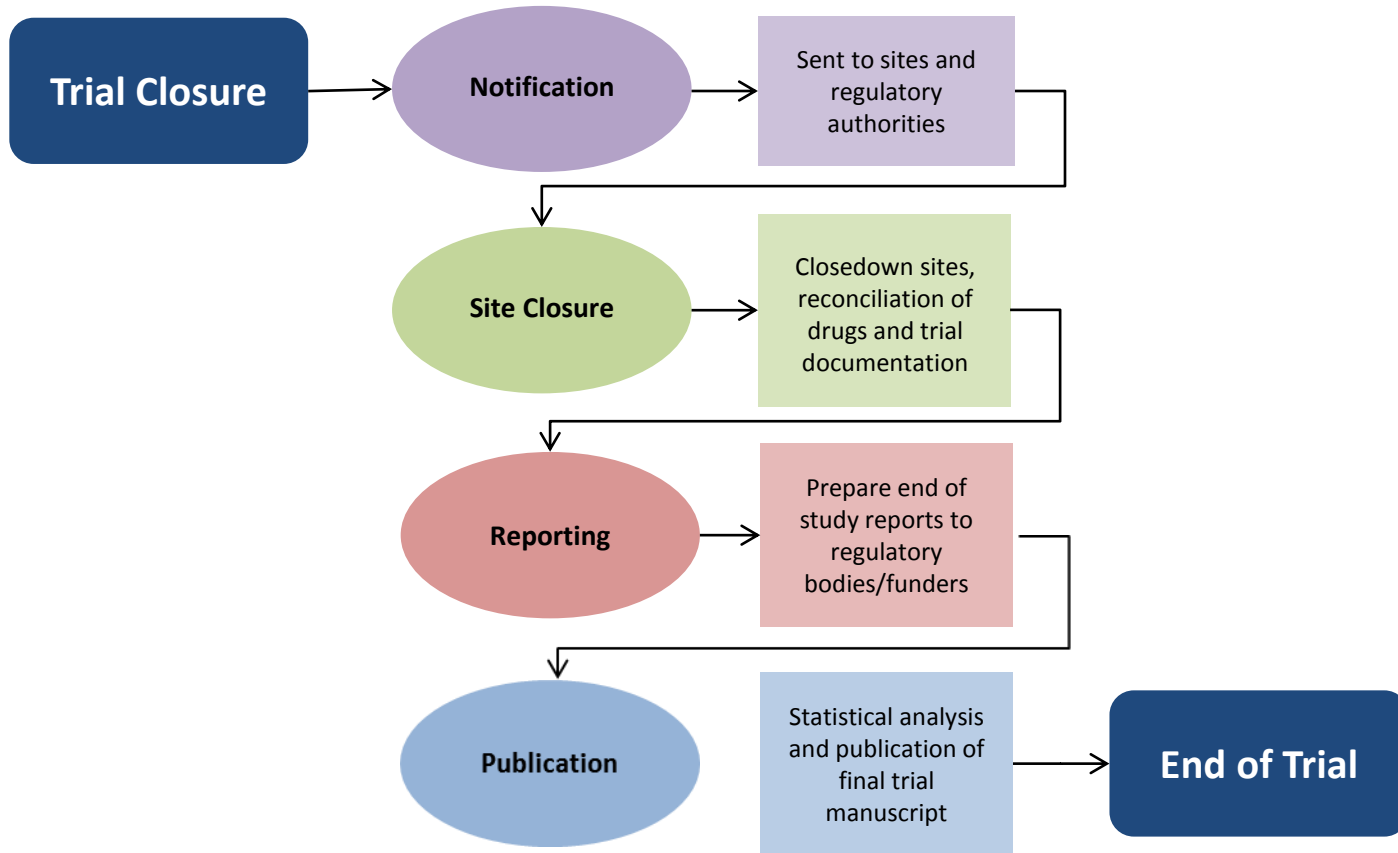 Trial Closure
Notification
Sent to sites and
regulatory
authorities
Site Closure
Closedown sites,
reconciliation of
drugs and trial
documentation
Reporting
Prepare end of
study reports to
regulatory
bodies/funders
Publication
Statistical analysis
and publication of
final trial
manuscript
End of Trial